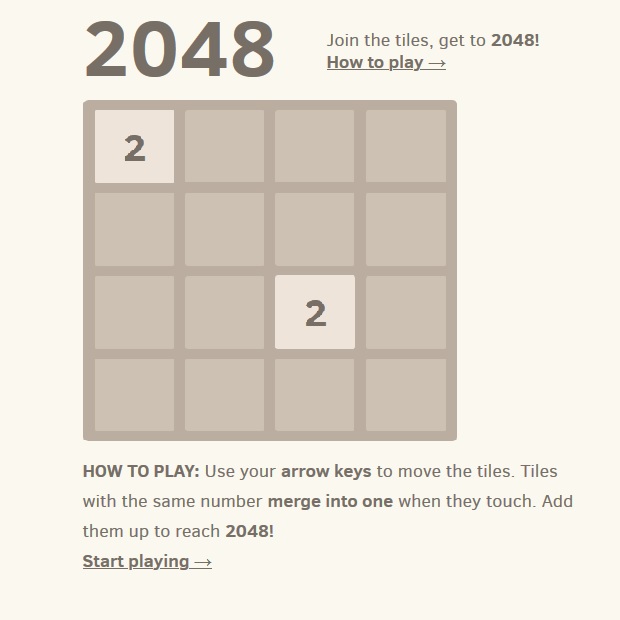 2048
Join the tiles, get to 2048!
How to play →
2
2
HOW TO PLAY: Use your arrow keys to move the tiles. Tiles
with the same number merge into one when they touch. Add
them up to reach 2048!
Start playing →